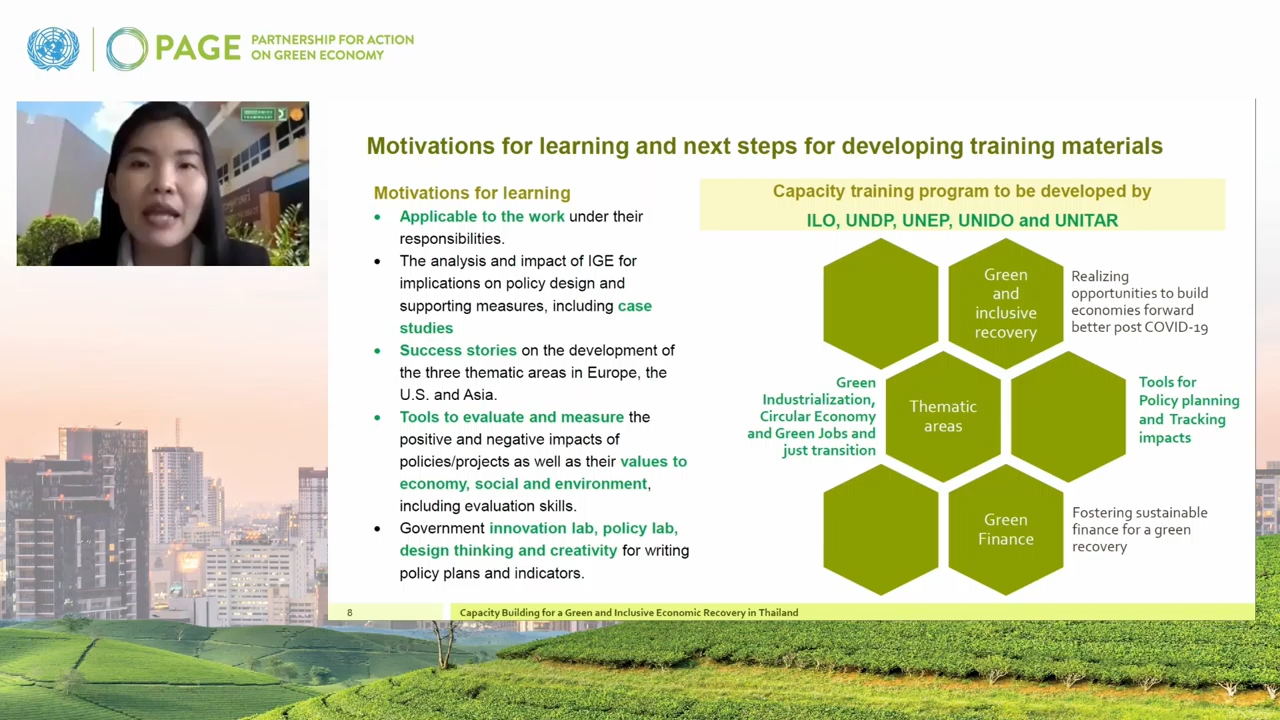 PAGE
PARTNERSHIP FOR ACTION
ON GREEN ECONOMY
Motivations for learning and next steps for developing training materials
Motivations for learning
• Applicable to the work under their
responsibilities.
• The analysis and impact of IGE for
implications on policy design and
supporting measures, including case
studies
• Success stories on the development of
the three thematic areas in Europe, the
U.S. and Asia.
• Tools to evaluate and measure the
positive and negative impacts of
policies/projects as well as their values to
economy, social and environment,
including evaluation skills.
• Government innovation lab, policy lab,
design thinking and creativity for writing
policy plans and indicators.
Capacity training program to be developed by
ILO, UNDP, UNEP, UNIDO and UNITAR
Green
and
inclusive
recovery
Realizing
opportunities to build
economies forward
better post COVID-19
Green
Industrialization,
Circular Economy
and Green Jobs and
just transition
Thematic
areas
Tools for
Policy planning
and Tracking
impacts
Green
Finance
Fostering sustainable
finance for a green
recovery
8
Capacity Building for a Green and Inclusive Economic Recovery in Thailand